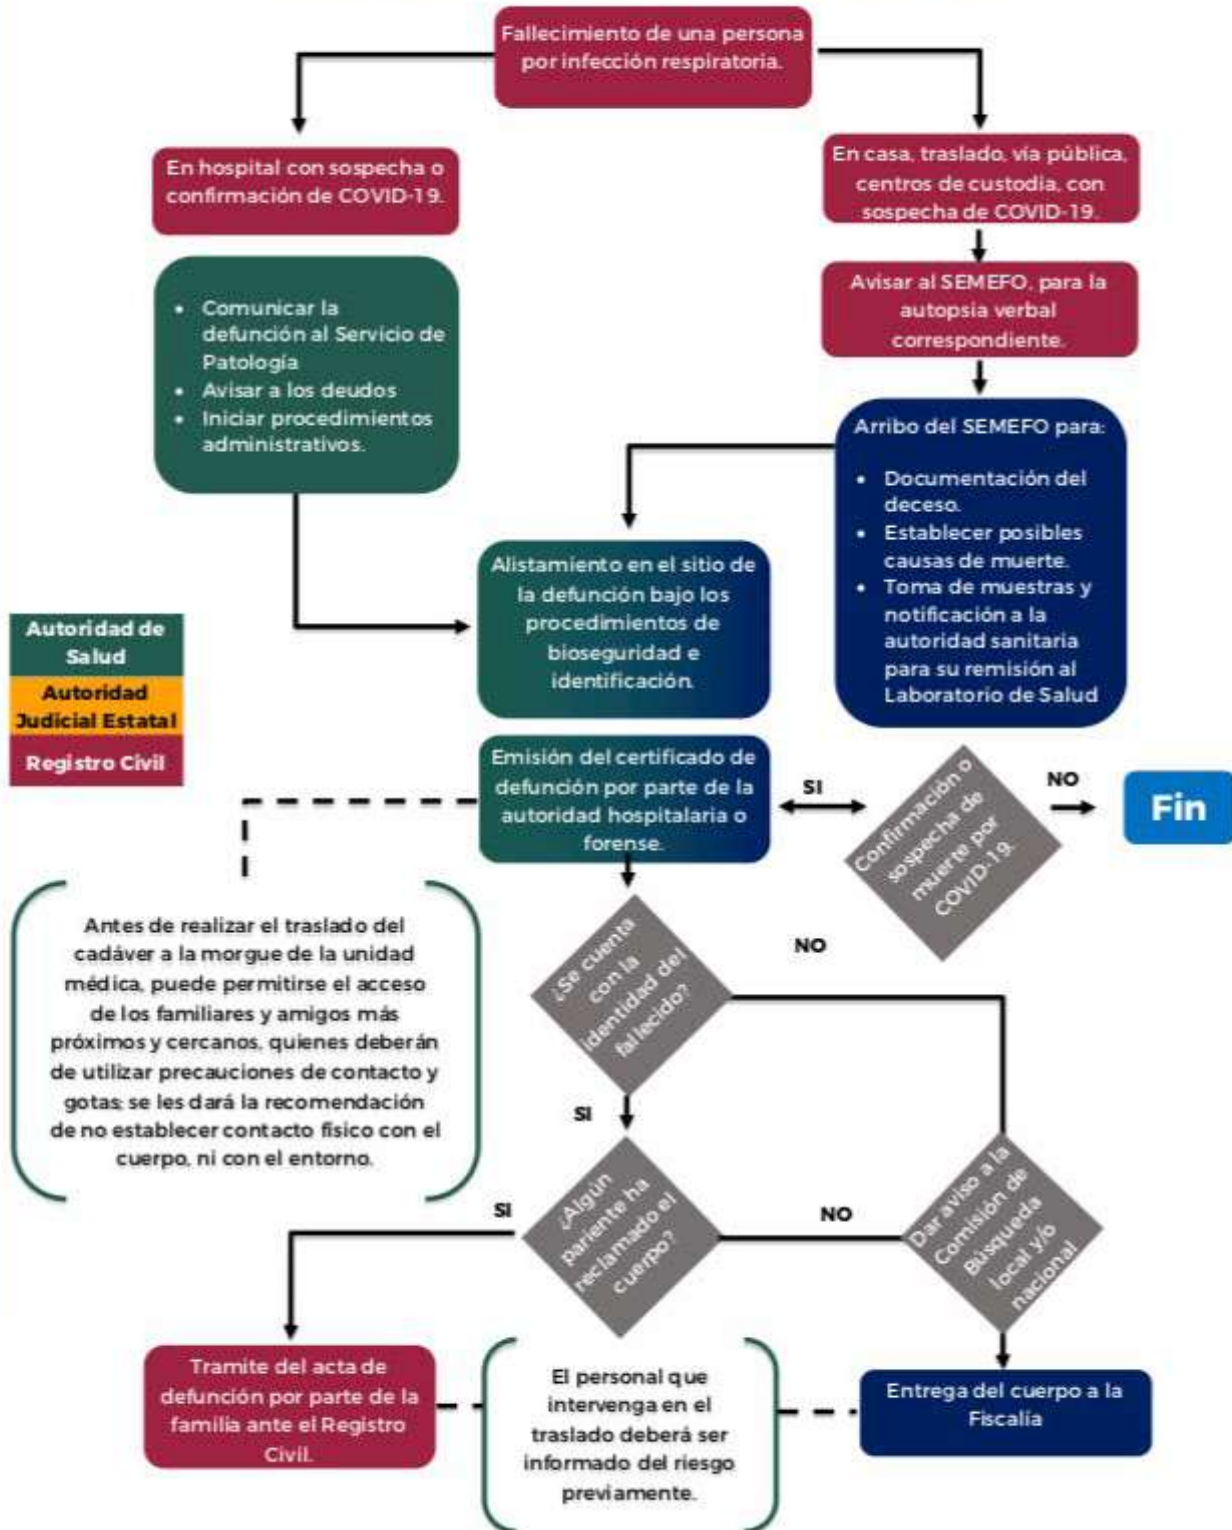 Fallecimiento de una persona
por infección respiratoria.
En hospital con sospecha o
confirmación de COVID-19.
En casa, traslado, vía pública,
centros de custodia, con
sospecha de COVID-19.
• Comunicar la
defunción al Servicio de
Patología
• Avisar a los deudos
• Iniciar procedimientos
administrativos.
Avisar al SEMEFO, para la
autopsia verbal
correspondiente.
Arribo del SEMEFO para:
• Documentación del
deceso.
• Establecer posibles
causas de muerte.
• Toma de muestras y
notificación a la
autoridad sanitaria
para su remisión al
Laboratorio de Salud
Alistamiento en el sitio de
la defunción bajo los
procedimientos de
bioseguridad e
identificación.
Autoridad de
Salud
Autoridad
Judicial Estatal
Registro Civil
Emisión del certificado de
defunción por parte de la
autoridad hospitalaria o
forense.
SI
Confirmación o
sospecha de
muerte por
COVID-19.
NO
Fin
Antes de realizar el traslado del
cadáver a la morgue de la unidad
médica, puede permitirse el acceso
de los familiares y amigos más
próximos y cercanos, quienes deberán
de utilizar precauciones de contacto y
gotas; se les dará la recomendación
de no establecer contacto físico con el
cuerpo, ni con el entorno.
¿Se cuenta
con la
identidad del
fallecido?
NO
SI
¿Algún
pariente ha
reclamado el
cuerpo?
SI
NO
Dar aviso a la
Comisión de
Búsqueda
local y/o
nacional
Tramite del acta de
defunción por parte de la
familia ante el Registro
Civil.
El personal que
intervenga en el
traslado deberá ser
informado del riesgo
previamente.
Entrega del cuerpo a la
Fiscalía